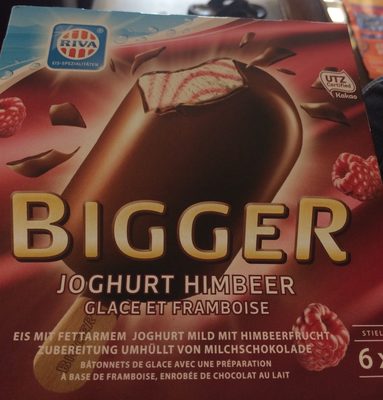 RIVA
EIS-SPEZIALITÄTEN
UTZ
Certified
Kakao
BIGGER
JOGHURT HIMBEER
GLACE ET FRAMBOISE
EIS MIT FETTARMEM JOGHURT MILD MIT HIMBEERFRUCHT
ZUBEREITUNG UMHÜLLT VON MILCHSCHOKOLADE
BÂTONNETS DE GLACE AVEC UNE PRÉPARATION
À BASE DE FRAMBOISE, ENROBÉE DE CHOCOLAT AU LAIT
STIEL
6x